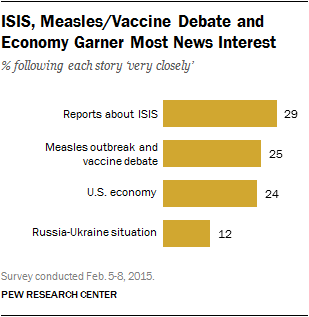 ISIS, Measles/Vaccine Debate and
Economy Garner Most News Interest
% following each story ‘very closely’
Reports about ISIS 29
Measles outbreak and
vaccine debate 25
U.S. economy 24
Russia-Ukraine situation 12
Survey conducted Feb. 5-8, 2015.
PEW RESEARCH CENTER